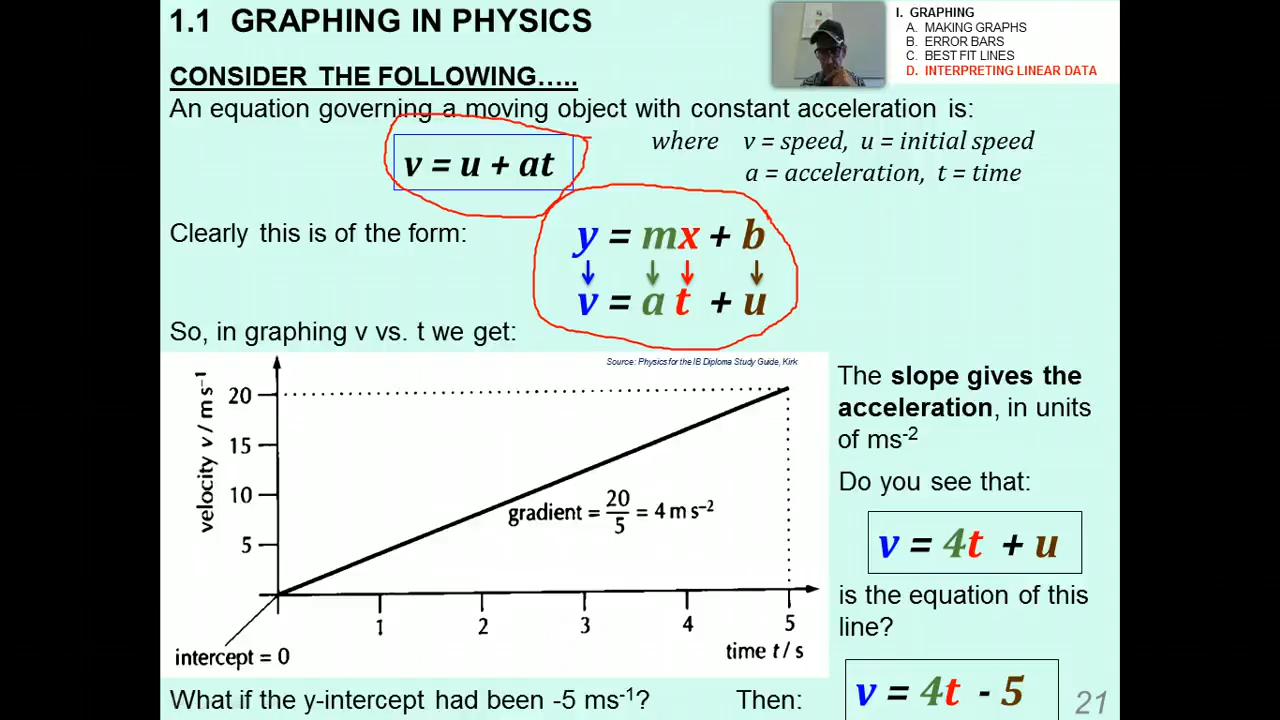 1.1 GRAPHING IN PHYSICS
I. GRAPHING
A. MAKING GRAPHS
B. ERROR BARS
C. BEST FIT LINES
D. INTERPRETING LINEAR DATA
CONSIDER THE FOLLOWING.....
An equation governing a moving object with constant acceleration is:
v = u + at
where v = speed, u = initial speed
a = acceleration, t = time
Clearly this is of the form:
y = mx + b
v = a t + u
So, in graphing v vs. t we get:
Source: Physics for the IB Diploma Study Guide, Kirk
velocity v / m s⁻¹
20
15
10
5
gradient = 20/5 = 4 m s⁻²
1 2 3 4 5
time t / s
intercept = 0
The slope gives the
acceleration, in units
of ms⁻²
Do you see that:
v = 4t + u
is the equation of this
line?
What if the y-intercept had been -5 ms⁻¹? Then:
v = 4t - 5
21